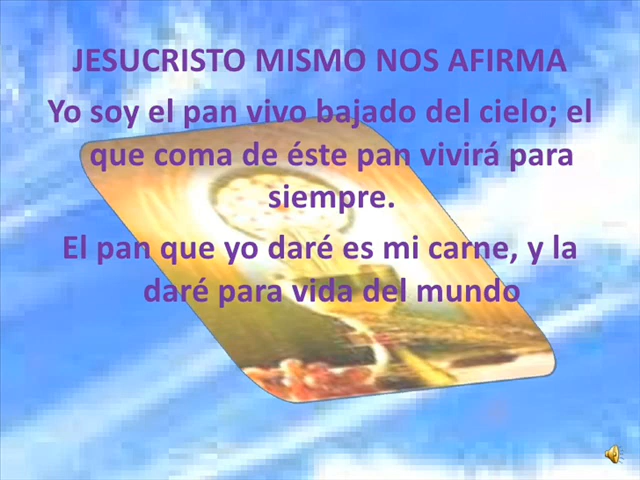 JESUCRISTO MISMO NOS AFIRMA
Yo soy el pan vivo bajado del cielo; el
que coma de éste pan vivirá para
siempre.
El pan que yo daré es mi carne, y la
daré para vida del mundo